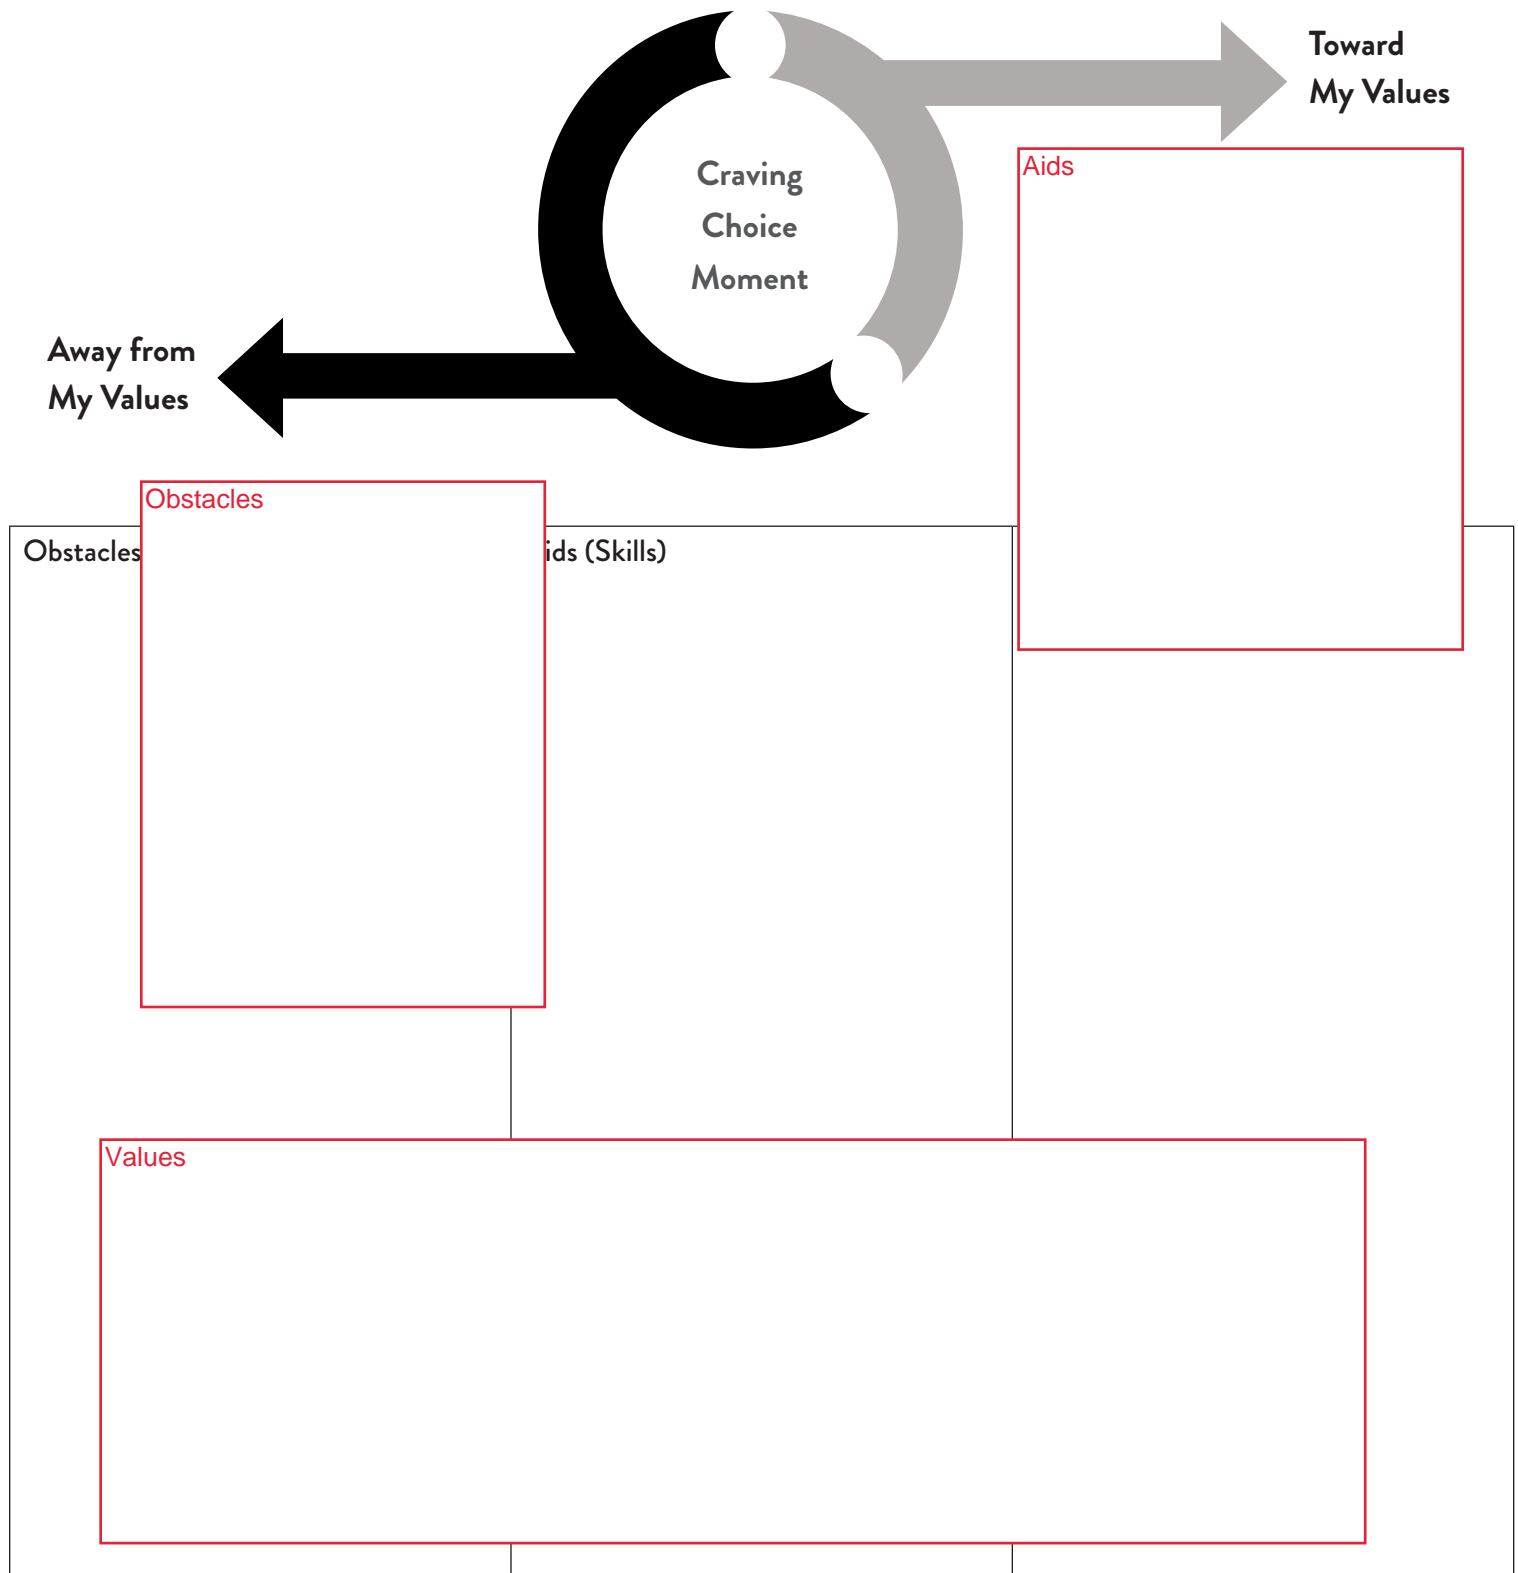 Toward
My Values
Craving
Choice
Moment
Aids
Away from
My Values
Obstacles
Obstacles
ids (Skills)
Values